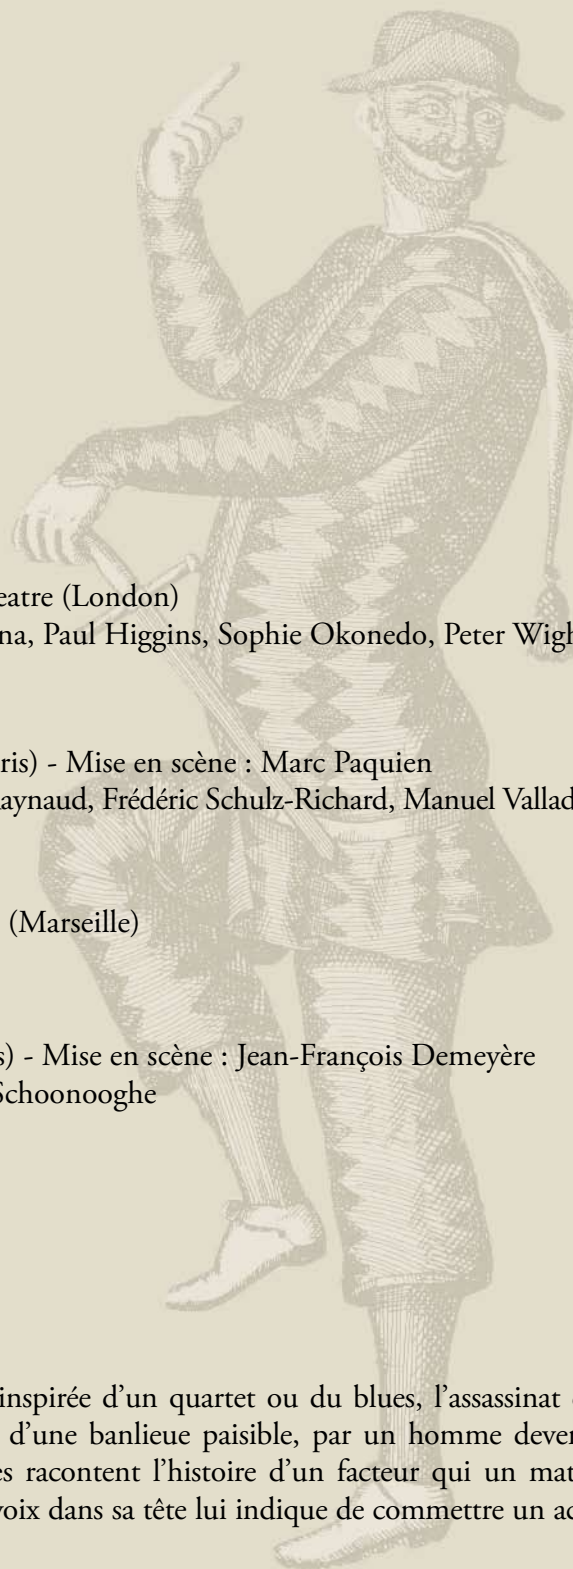 eatre (London)
na, Paul Higgins, Sophie Okonedo, Peter Wigh
ris) - Mise en scène : Marc Paquien
aynaud, Frédéric Schulz-Richard, Manuel Vallad
(Marseille)
s) - Mise en scène : Jean-François Demeyère
Schoonooghe
inspirée d’un quartet ou du blues, l’assassinat
d’une banlieue paisible, par un homme dever
es racontent l’histoire d’un facteur qui un mat
voix dans sa tête lui indique de commettre un ac